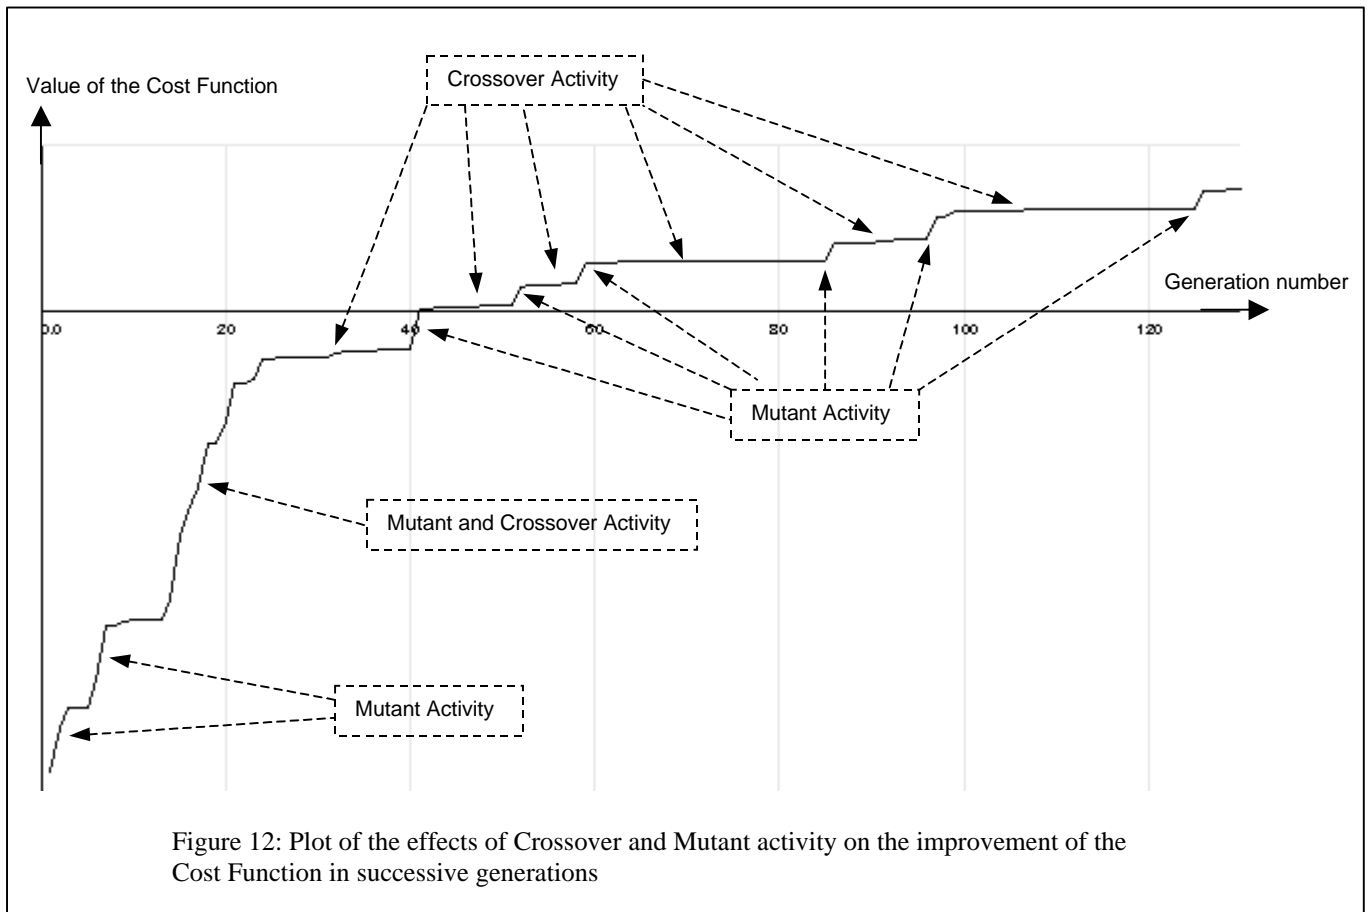 Crossover Activity
Value of the Cost Function
Generation number
0.0 20 40 60 80 100 120
Mutant Activity
Mutant and Crossover Activity
Mutant Activity
Figure 12: Plot of the effects of Crossover and Mutant activity on the improvement of the
Cost Function in successive generations